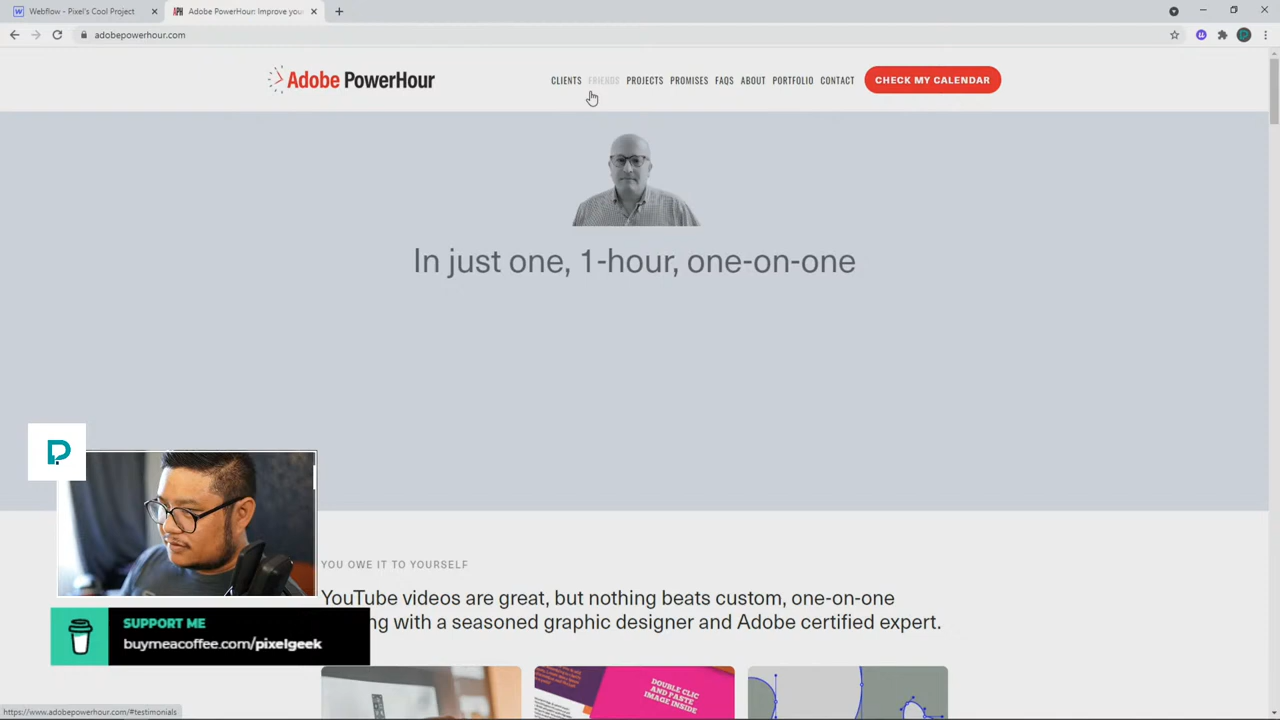 Webflow - Pixel's Cool Project
Adobe PowerHour: Improve your
adobepowerhour.com
Adobe PowerHour
CLIENTS FRIENDS PROJECTS PROMISES FAQS ABOUT PORTFOLIO CONTACT CHECK MY CALENDAR
In just one, 1-hour, one-on-one
YOU OWE IT TO YOURSELF
YouTube videos are great, but nothing beats custom, one-on-one
with a seasoned graphic designer and Adobe certified expert.
SUPPORT ME
buymeacoffee.com/pixelgeek
DOUBLE CLIC
AND PASTE
IMAGE INSIDE
https://www.adobepowerhour.com/#testimonials